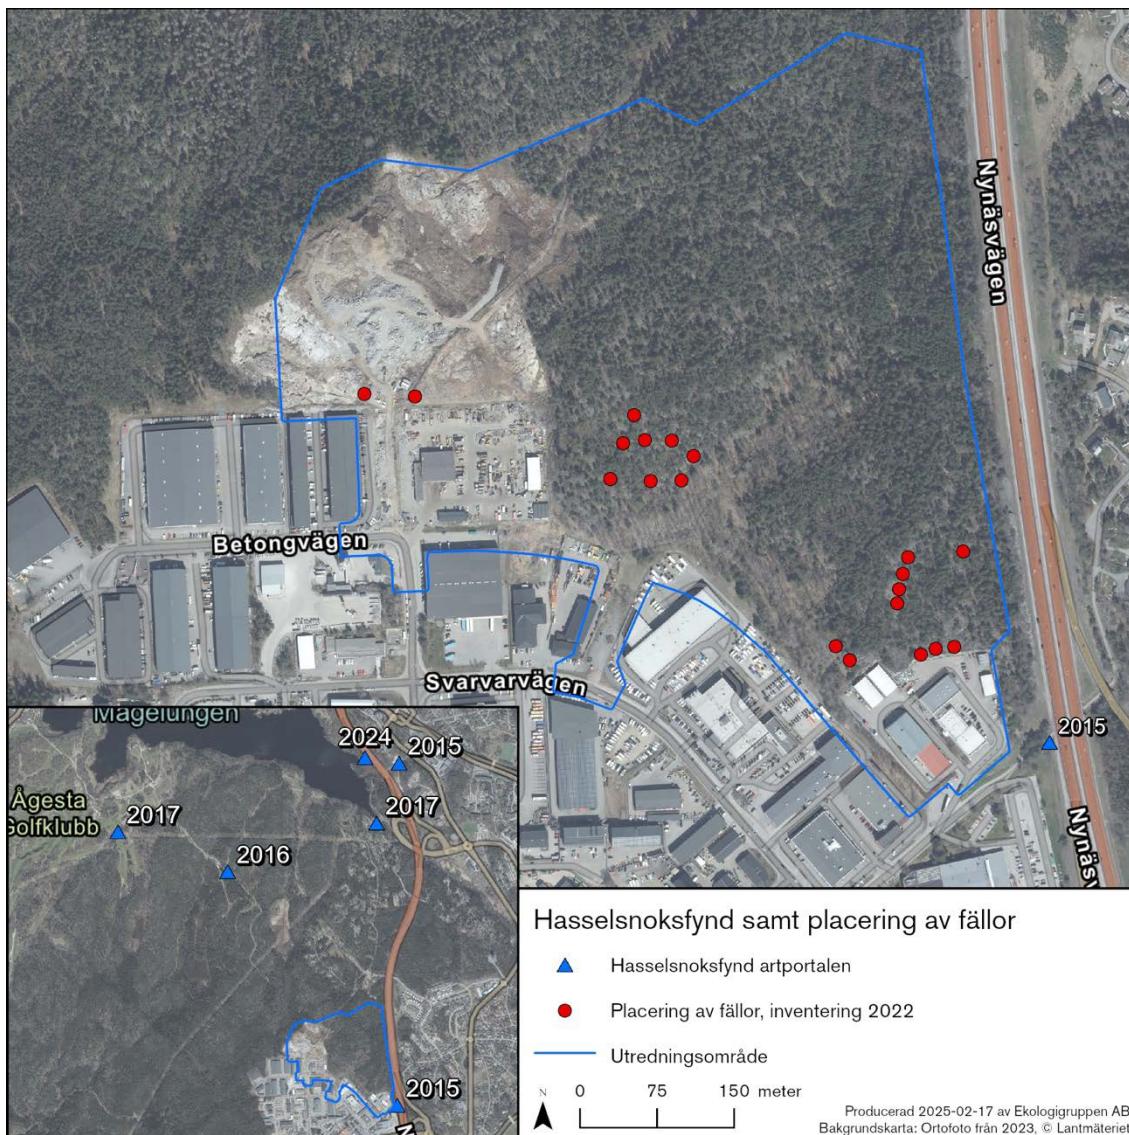 Nynäsvägen
Betongvägen
Svarvarvägen
2015
Magelungen
2024
2015
Ågesta
Golfklubb
2017
2017
2016
2015
Hasselsnoksfynd samt placering av fällor
Hasselsnoksfynd artportalen
Placering av fällor, inventering 2022
Utredningsområde
N
0 75 150 meter
Producerad 2025-02-17 av Ekologigruppen AB
Bakgrundskarta: Ortofoto från 2023, © Lantmäteriet